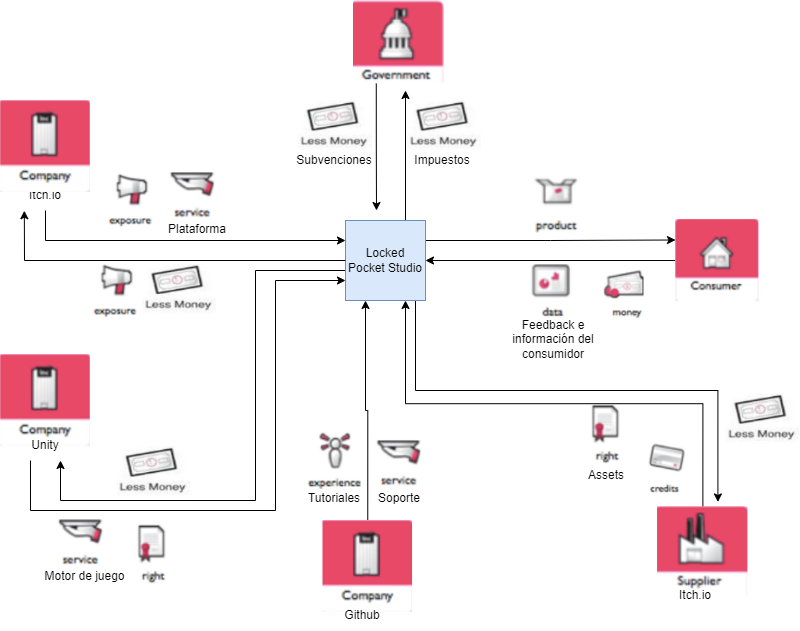 Government
Less Money
Subvenciones
Less Money
Impuestos
Company
Itch.io
exposure
service
Plataforma
product
Locked
Pocket Studio
Consumer
exposure
Less Money
data
Feedback e
información del
consumidor
money
Company
Unity
Less Money
service
Motor de juego
right
experience
Tutoriales
service
Soporte
Company
Github
right
Assets
credits
Less Money
Supplier
Itch.io